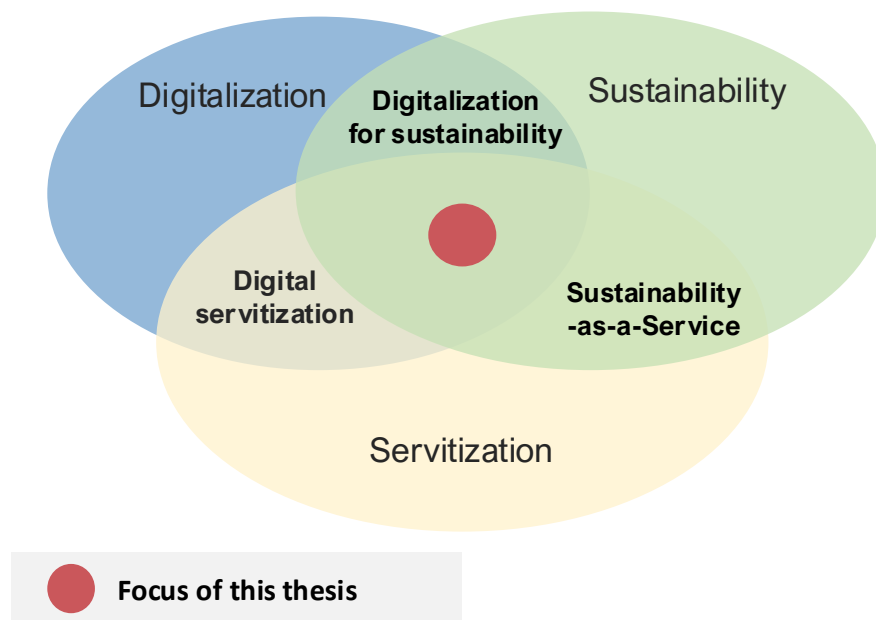 Digitalization
Sustainability
Digitalization
for sustainability
Digital
servitization
Sustainability
-as-a-Service
Servitization
Focus of this thesis